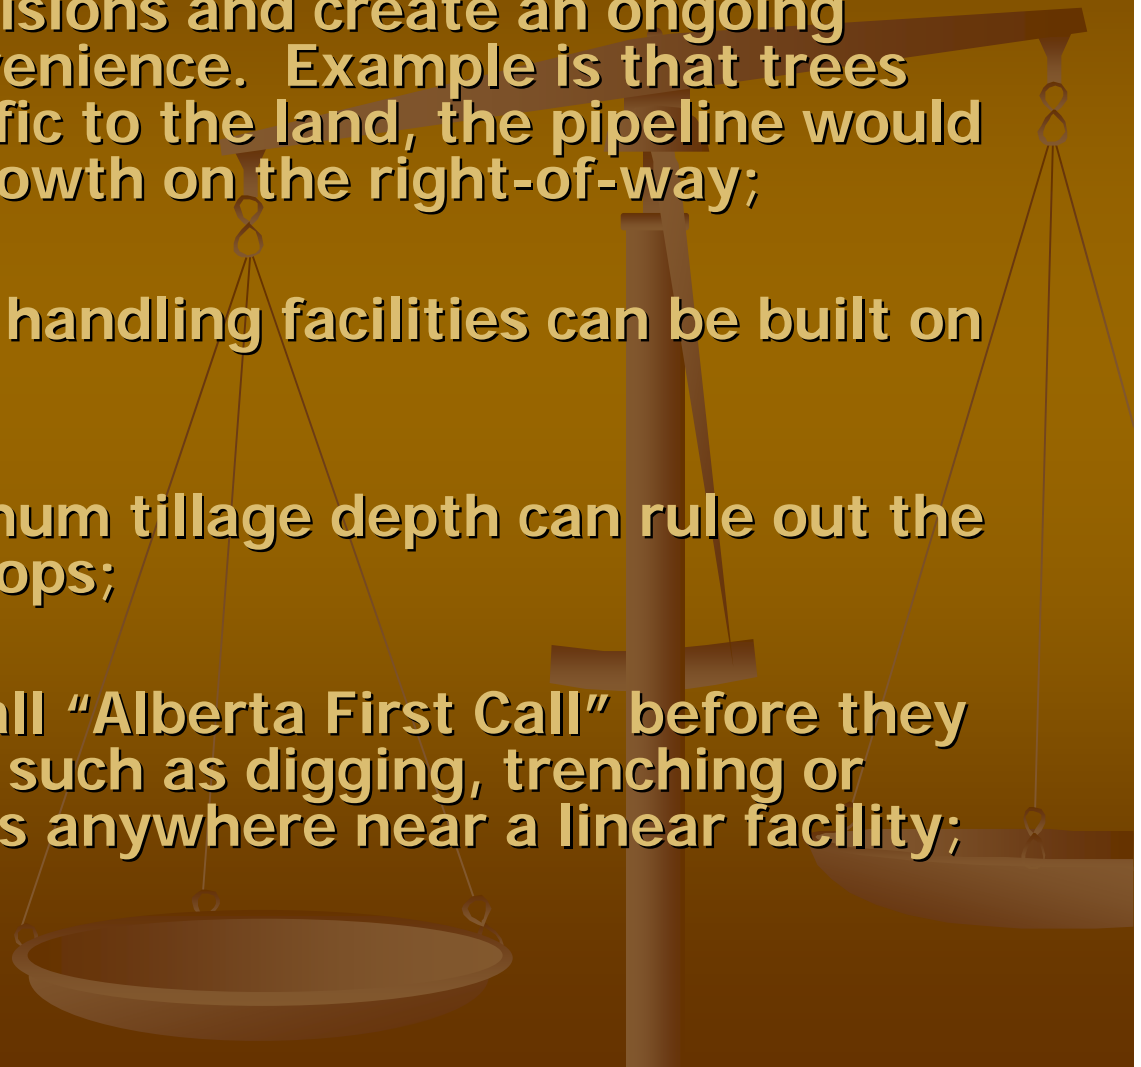 isions and create an ongoing
venience.  Example is that trees
fic to the land, the pipeline would
owth on the right-of-way;
handling facilities can be built on
num tillage depth can rule out the
ops;
all “Alberta First Call” before they
such as digging, trenching or
s anywhere near a linear facility;